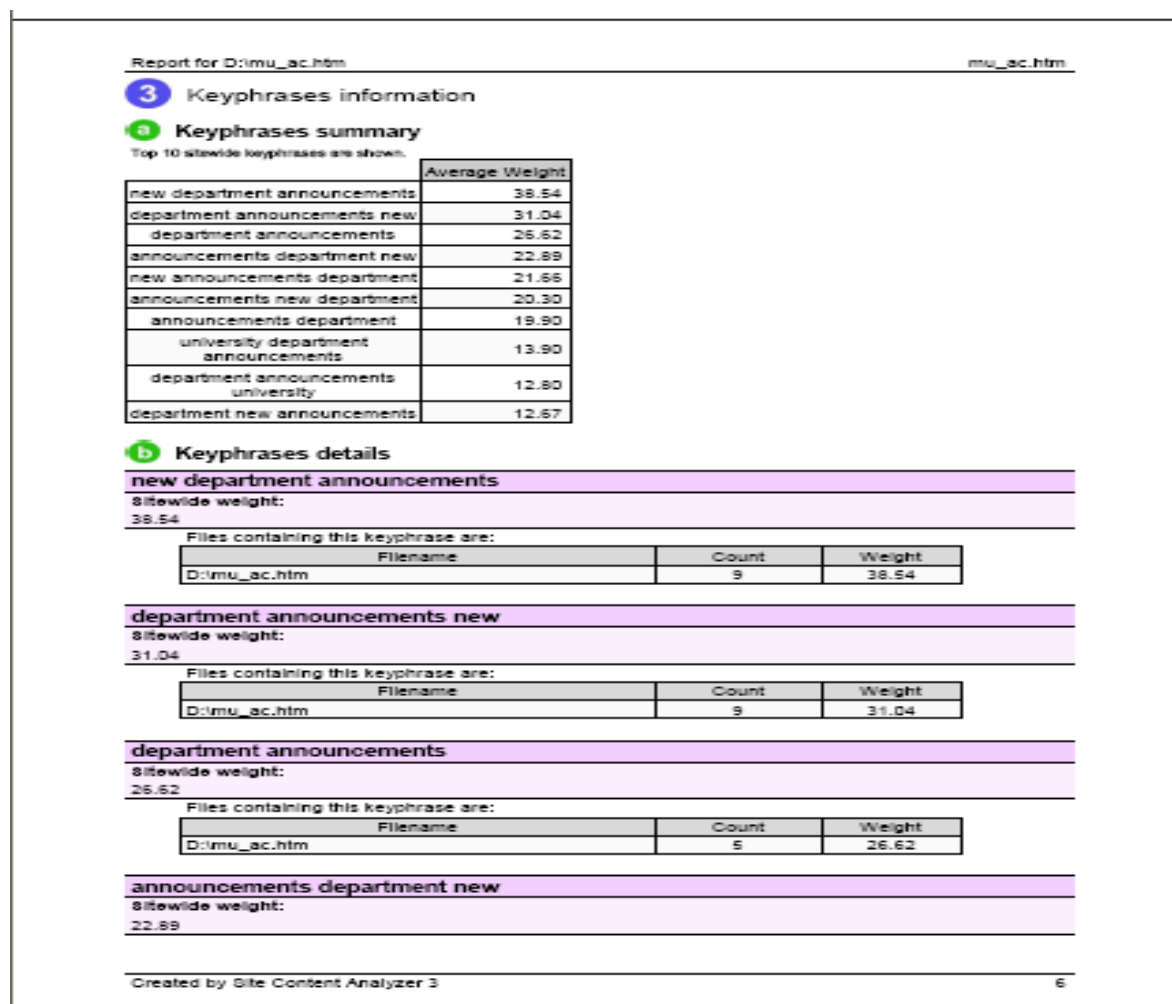 Report for D:\mu_ac.htm mu_ac.htm
3 Keyphrases information
a Keyphrases summary
Top 10 sitewide keyphrases are shown.
Average Weight
new department announcements 38.54
department announcements new 31.04
department announcements 26.62
announcements department new 22.89
new announcements department 21.66
announcements new department 20.30
announcements department 19.90
university department
announcements 13.90
department announcements
university 12.80
department new announcements 12.67
b Keyphrases details
new department announcements
Sitewide weight:
38.54
Files containing this keyphrase are:
Filename Count Weight
D:\mu_ac.htm 9 38.54
department announcements new
Sitewide weight:
31.04
Files containing this keyphrase are:
Filename Count Weight
D:\mu_ac.htm 9 31.04
department announcements
Sitewide weight:
26.62
Files containing this keyphrase are:
Filename Count Weight
D:\mu_ac.htm 5 26.62
announcements department new
Sitewide weight:
22.89
Created by Site Content Analyzer 3 6